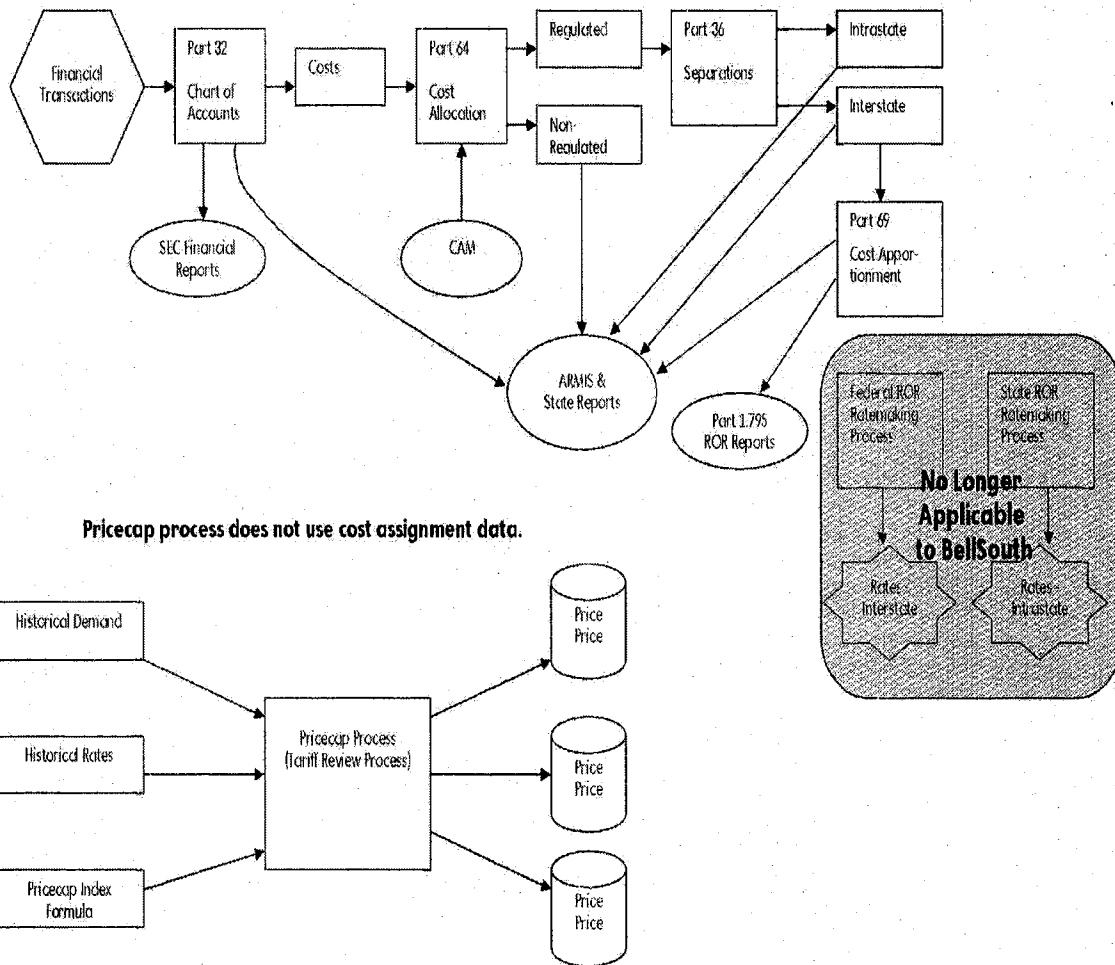 Financial
Transactions
Part 32
Chart of
Accounts
Costs
Part 64
Cost
Allocation
Regulated
Non-
Regulated
Part 36
Separations
Intrastate
Interstate
SEC Financial
Reports
CAM
Part 69
Cost Appor-
tionment
ARMIS &
State Reports
Part 1.795
ROR Reports
Federal ROR
Ratemaking
Process
State ROR
Ratemaking
Process
No Longer
Applicable
to BellSouth
Rates
Interstate
Rates
Intrastate
Pricecap process does not use cost assignment data.
Historical Demand
Historical Rates
Pricecap Index
Formula
Pricecap Process
(Tariff Review Process)
Price
Price
Price
Price
Price
Price